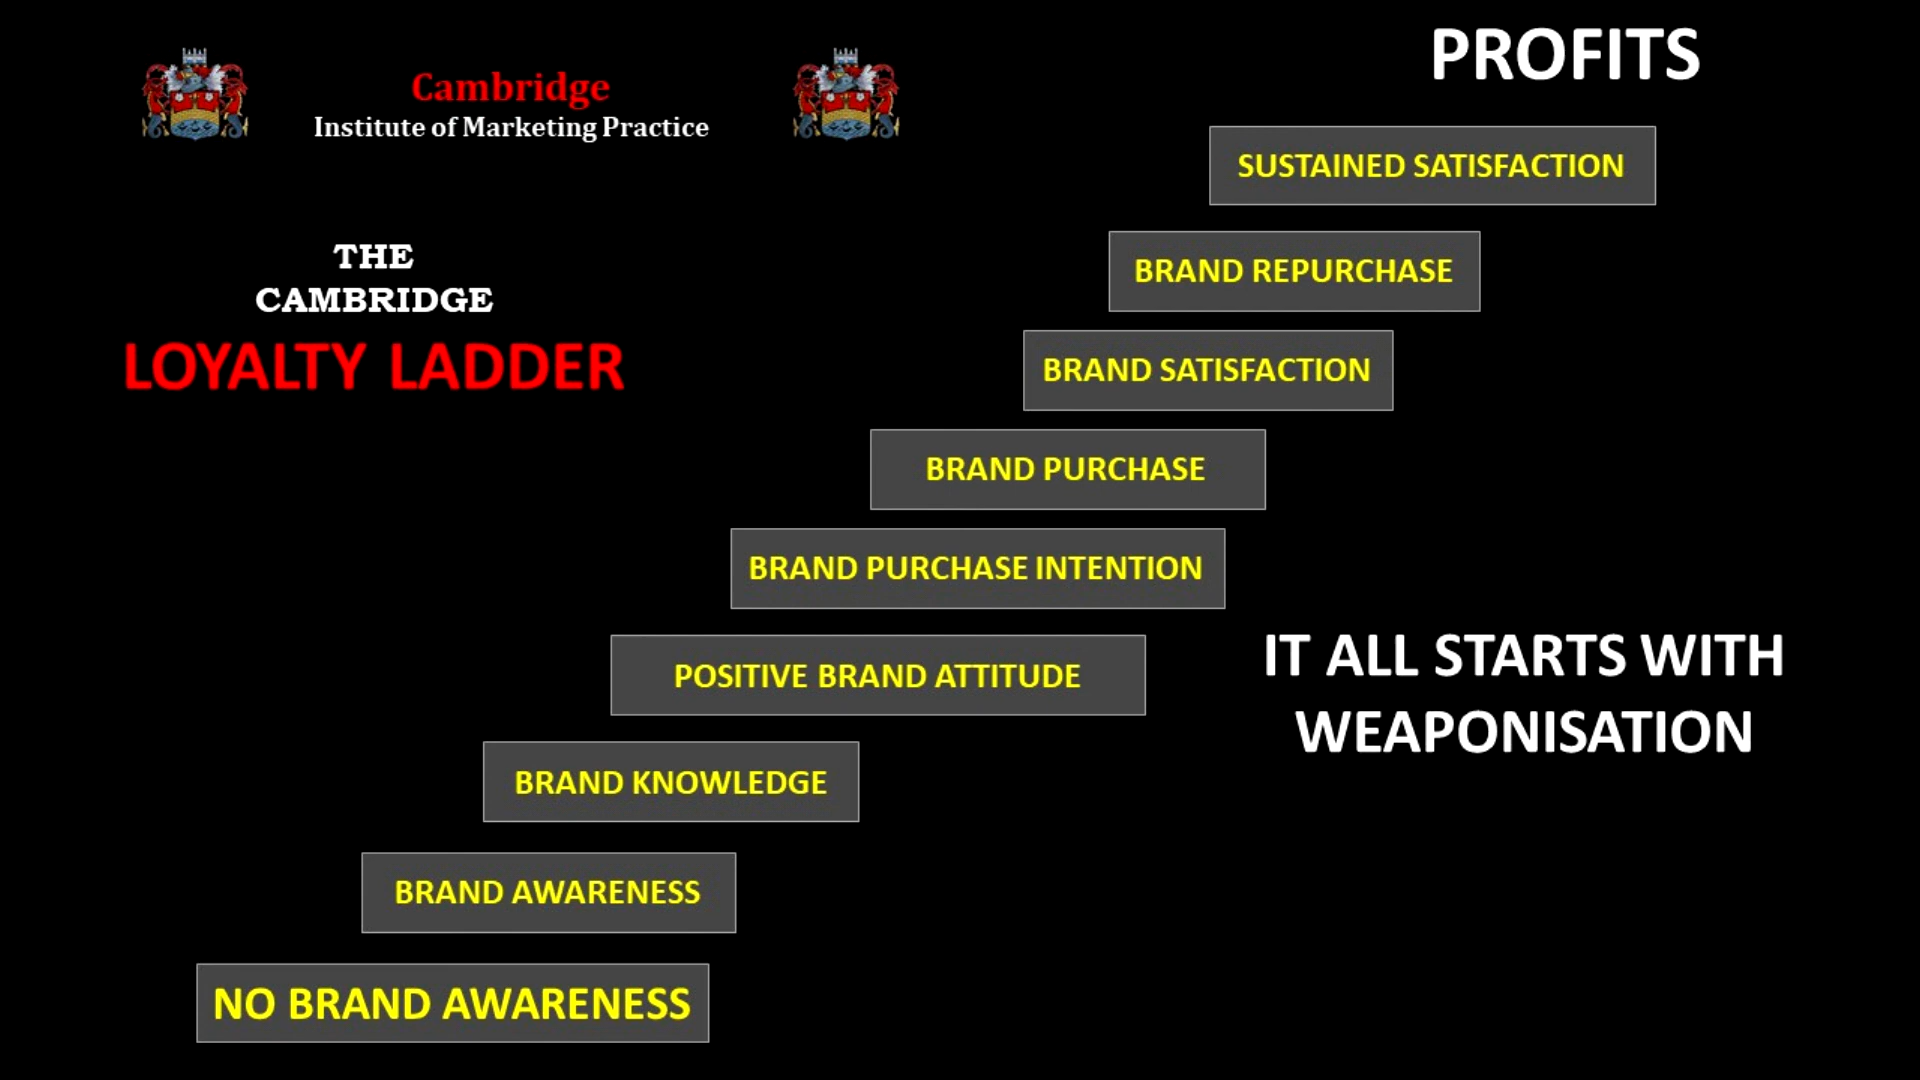 Cambridge
Institute of Marketing Practice
PROFITS
SUSTAINED SATISFACTION
BRAND REPURCHASE
THE
CAMBRIDGE
LOYALTY LADDER
BRAND SATISFACTION
BRAND PURCHASE
BRAND PURCHASE INTENTION
POSITIVE BRAND ATTITUDE
IT ALL STARTS WITH
WEAPONISATION
BRAND KNOWLEDGE
BRAND AWARENESS
NO BRAND AWARENESS